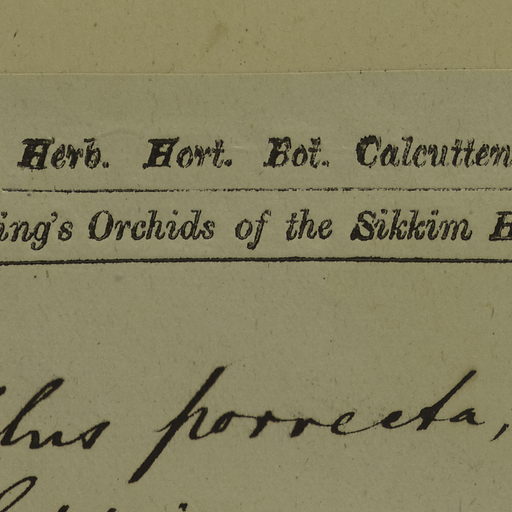 Herb. Hort. Bot. Calcutten
ing's Orchids of the Sikkim H
lus porrecta,